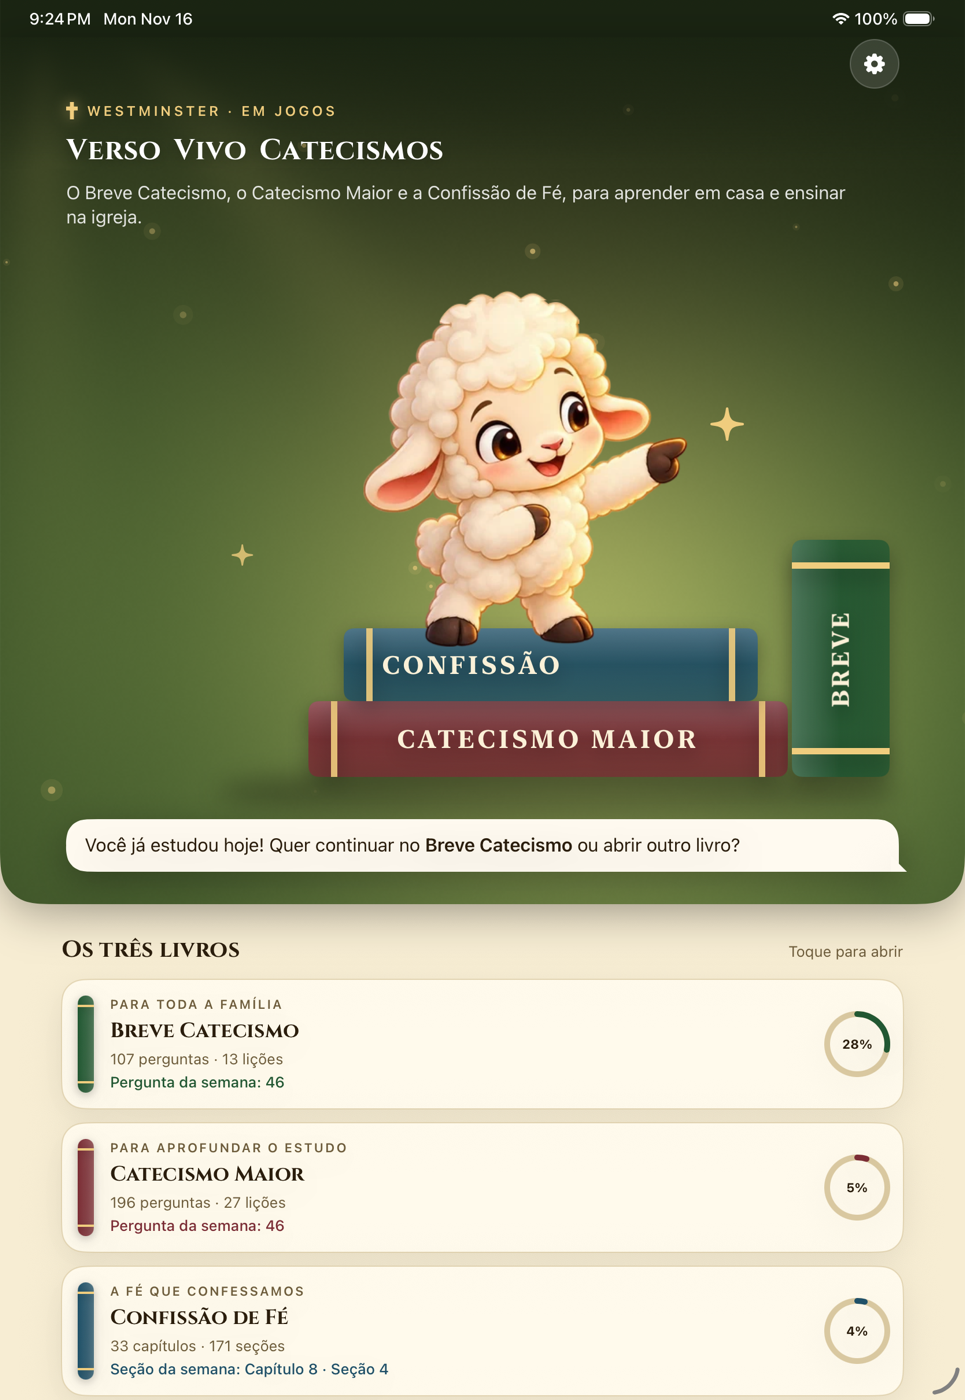 9:24 PM Mon Nov 16
100%
WESTMINSTER · EM JOGOS
Verso Vivo Catecismos
O Breve Catecismo, o Catecismo Maior e a Confissão de Fé, para aprender em casa e ensinar
na igreja.
CONFISSÃO
CATECISMO MAIOR
BREVE
Você já estudou hoje! Quer continuar no Breve Catecismo ou abrir outro livro?
Os três livros
Toque para abrir
PARA TODA A FAMÍLIA
Breve Catecismo
107 perguntas · 13 lições
Pergunta da semana: 46
28%
PARA APROFUNDAR O ESTUDO
Catecismo Maior
196 perguntas · 27 lições
Pergunta da semana: 46
5%
A FÉ QUE CONFESSAMOS
Confissão de Fé
33 capítulos · 171 seções
Seção da semana: Capítulo 8 · Seção 4
4%